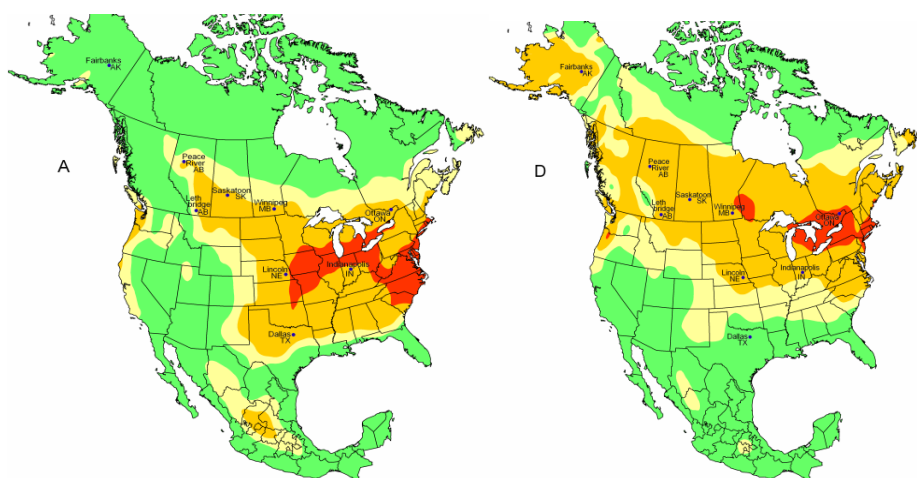 Fairbanks
AK
A
Peace
River
AB
Saskatoon
SK
Leth
bridge
AB
Winnipeg
MB
Ottawa
ON
Lincoln
NE
Indianapolis
IN
Dallas
TX
Fairbanks
AK
D
Peace
River
AB
Saskatoon
SK
Leth
bridge
AB
Winnipeg
MB
Ottawa
ON
Lincoln
NE
Indianapolis
IN
Dallas
TX